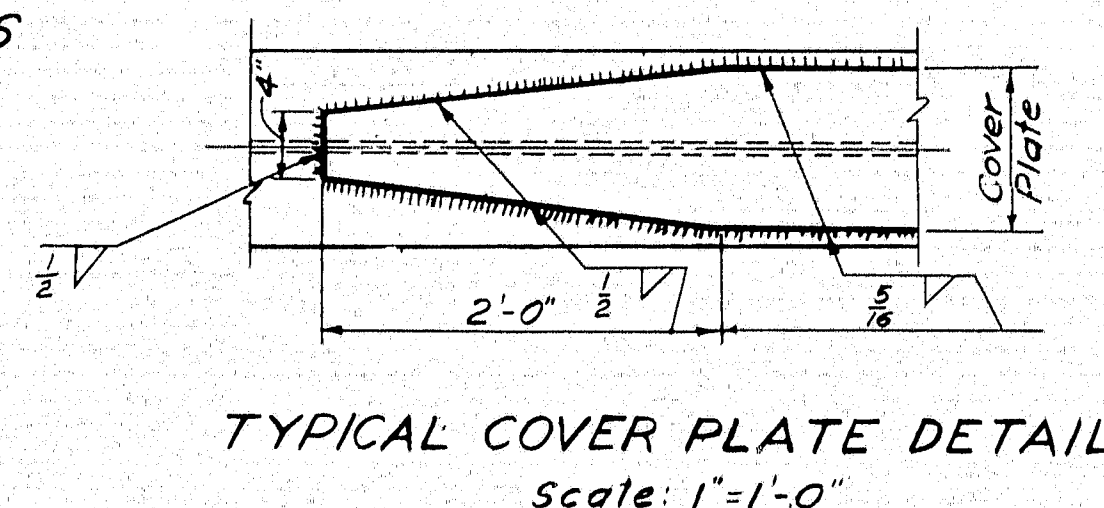 S
4"
Cover
Plate
1/2
1/2
5/16
2'-0"
TYPICAL COVER PLATE DETAIL
Scale: 1"=1'-0"